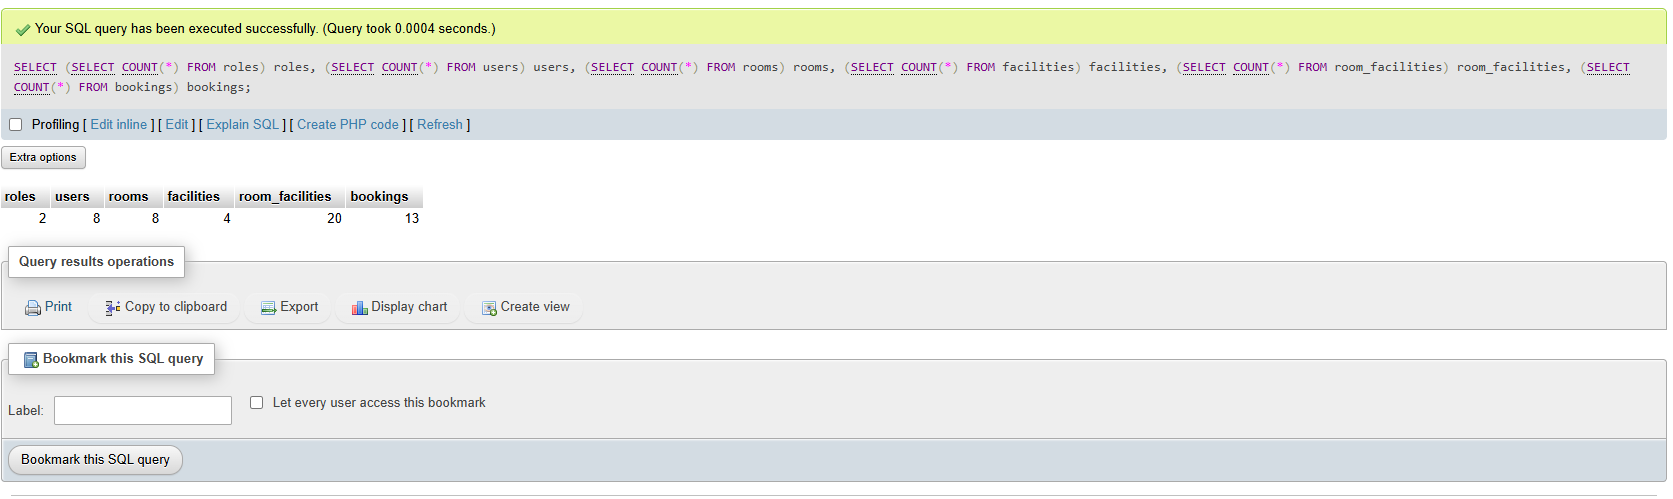 Your SQL query has been executed successfully. (Query took 0.0004 seconds.)
SELECT (SELECT COUNT(*) FROM roles) roles, (SELECT COUNT(*) FROM users) users, (SELECT COUNT(*) FROM rooms) rooms, (SELECT COUNT(*) FROM facilities) facilities, (SELECT COUNT(*) FROM room_facilities) room_facilities, (SELECT
COUNT(*) FROM bookings) bookings;
Profiling [ Edit inline ] [ Edit ] [ Explain SQL ] [ Create PHP code ] [ Refresh ]
Extra options
roles users rooms facilities room_facilities bookings
2 8 8 4 20 13
Query results operations
Print Copy to clipboard Export Display chart Create view
Bookmark this SQL query
Label: Let every user access this bookmark
Bookmark this SQL query